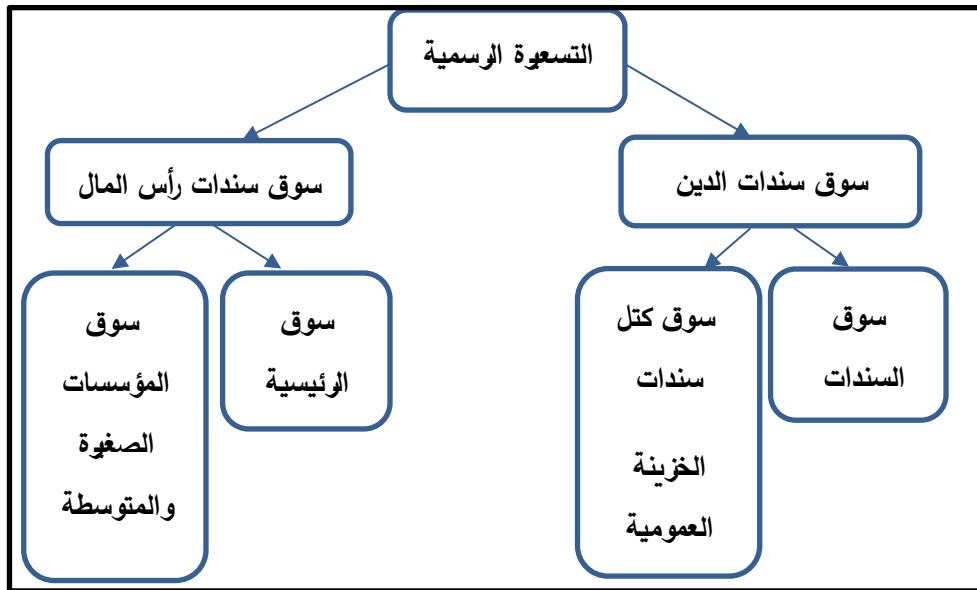 التسعيرة الرسمية
سوق سندات الدين
سوق سندات رأس المال
سوق
السندات
سوق كتل
سندات
الخزينة
العمومية
سوق
الرئيسية
سوق
المؤسسات
الصغيرة
والمتوسطة